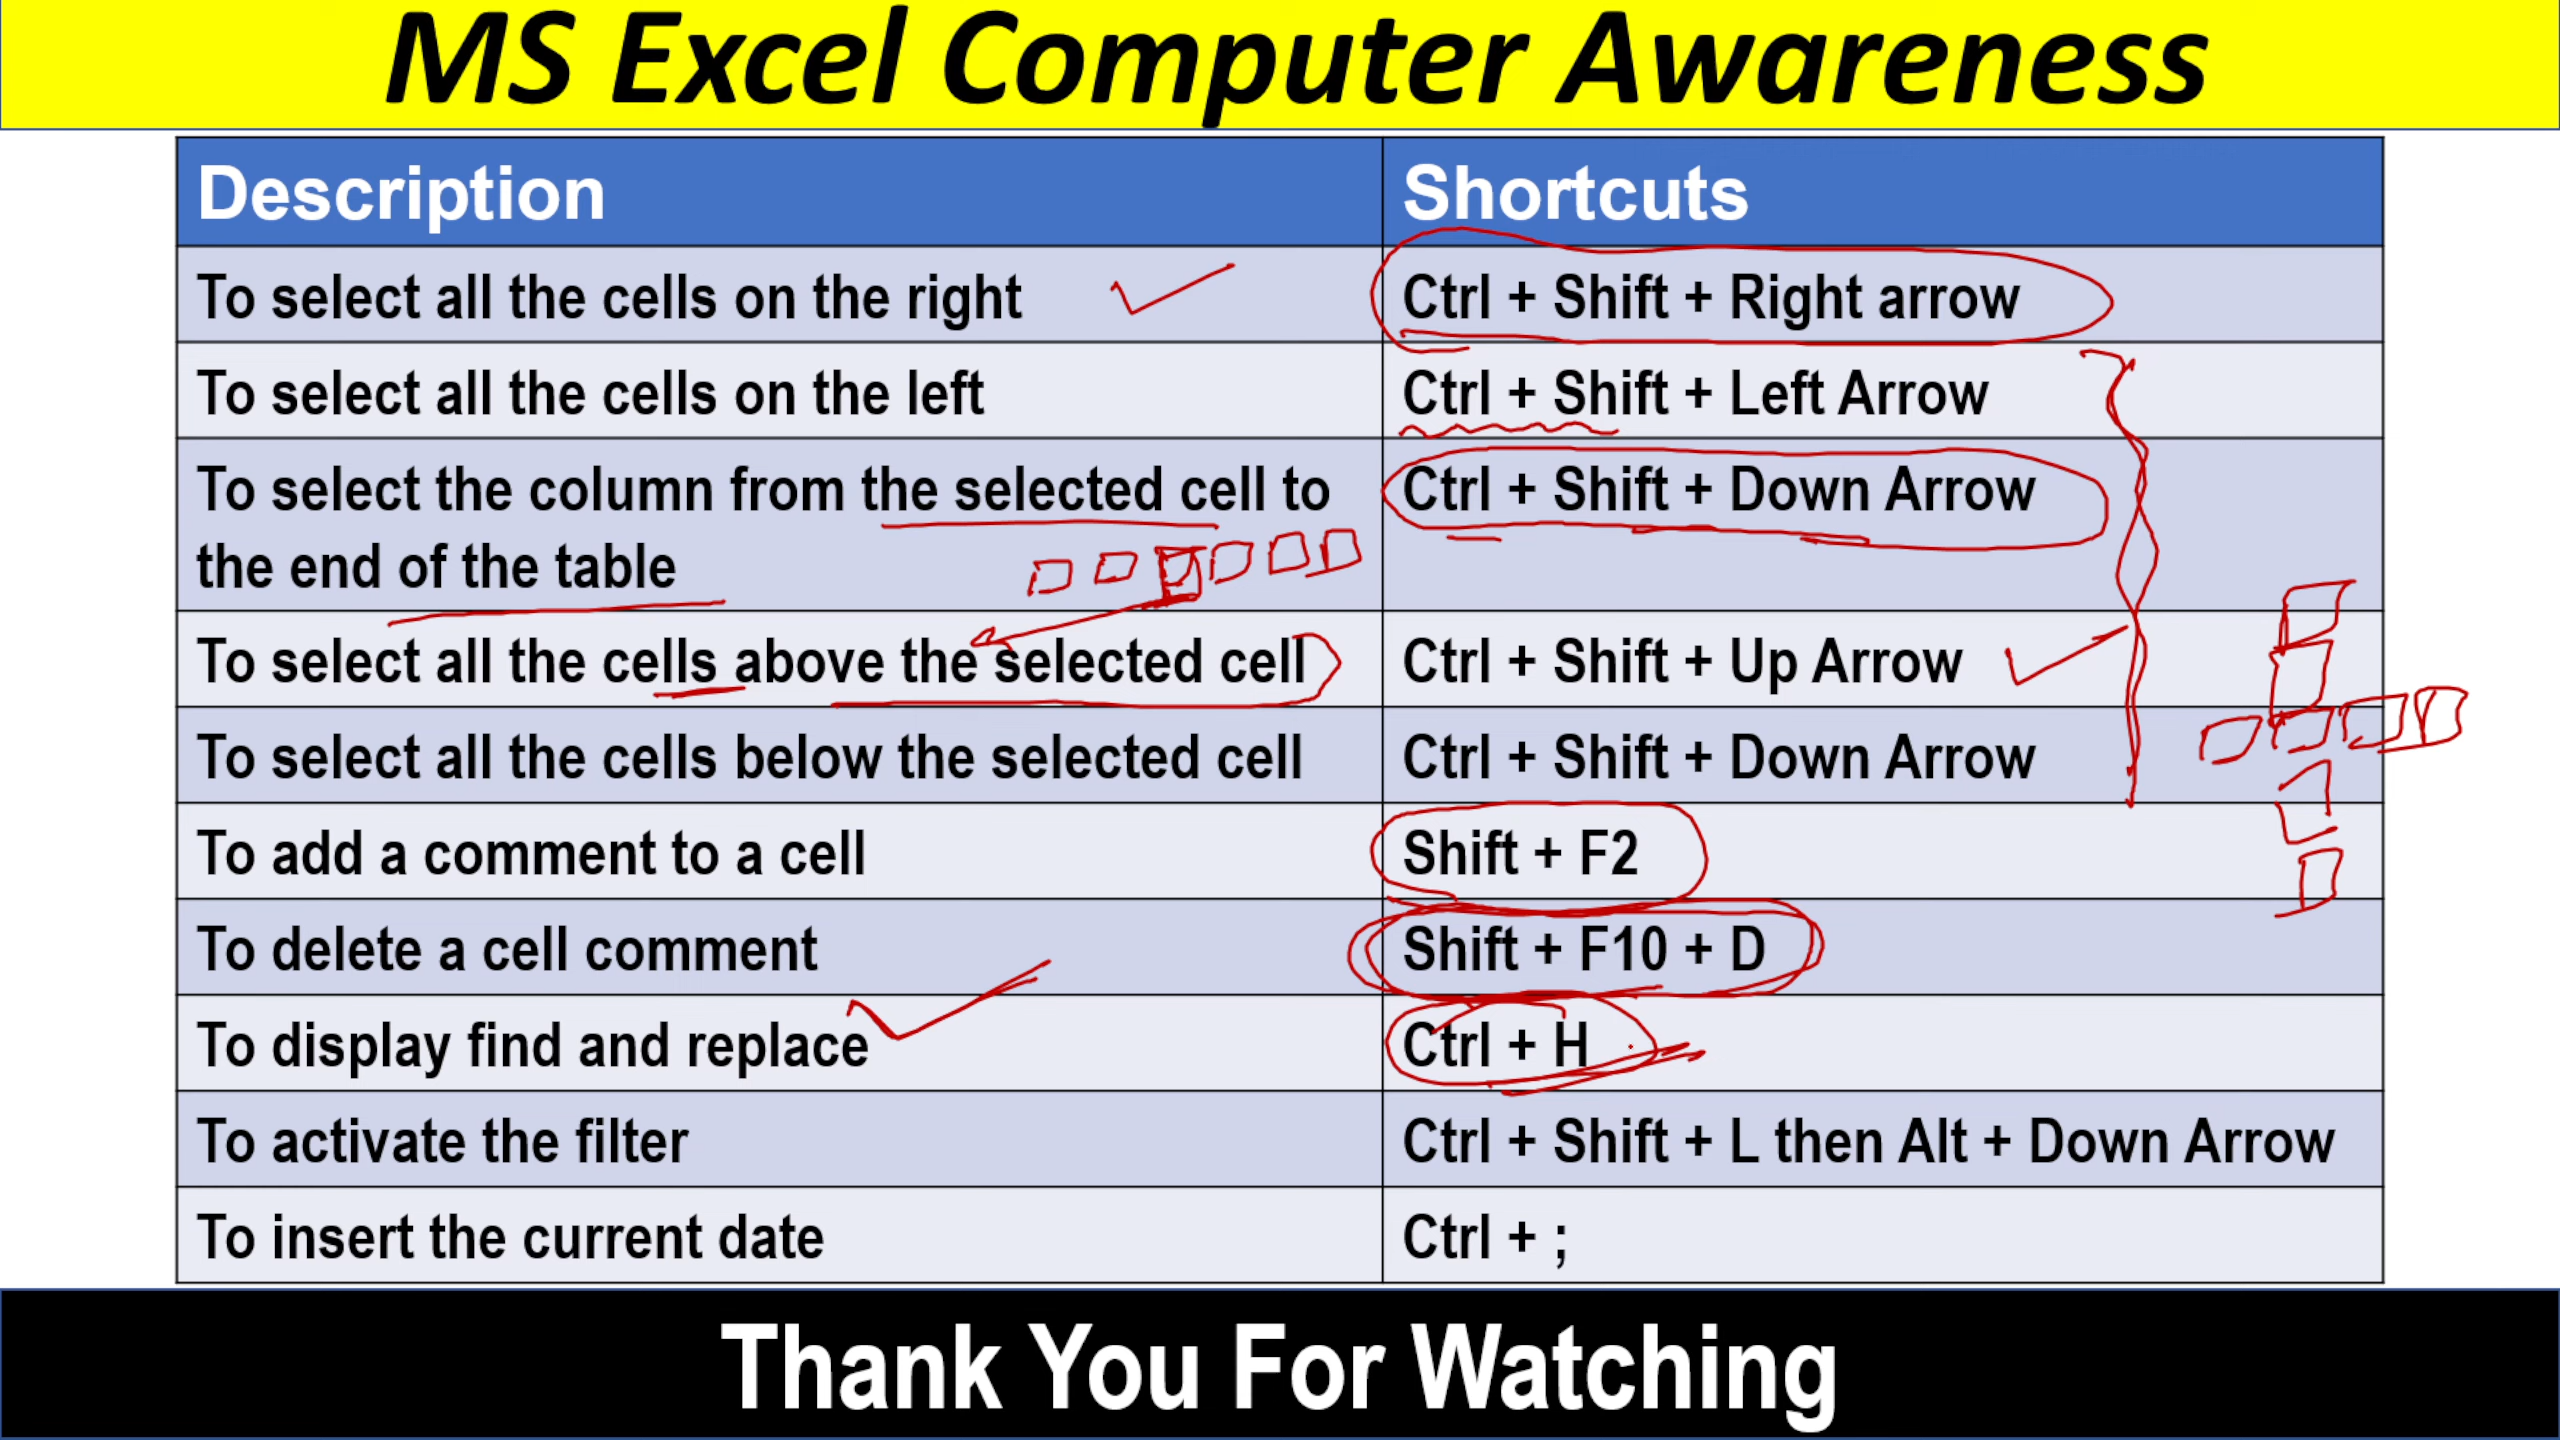 MS Excel Computer Awareness
Description Shortcuts
To select all the cells on the right Ctrl + Shift + Right arrow
To select all the cells on the left Ctrl + Shift + Left Arrow
To select the column from the selected cell to Ctrl + Shift + Down Arrow
the end of the table
To select all the cells above the selected cell Ctrl + Shift + Up Arrow
To select all the cells below the selected cell Ctrl + Shift + Down Arrow
To add a comment to a cell Shift + F2
To delete a cell comment Shift + F10 + D
To display find and replace Ctrl + H
To activate the filter Ctrl + Shift + L then Alt + Down Arrow
To insert the current date Ctrl + ;
Thank You For Watching